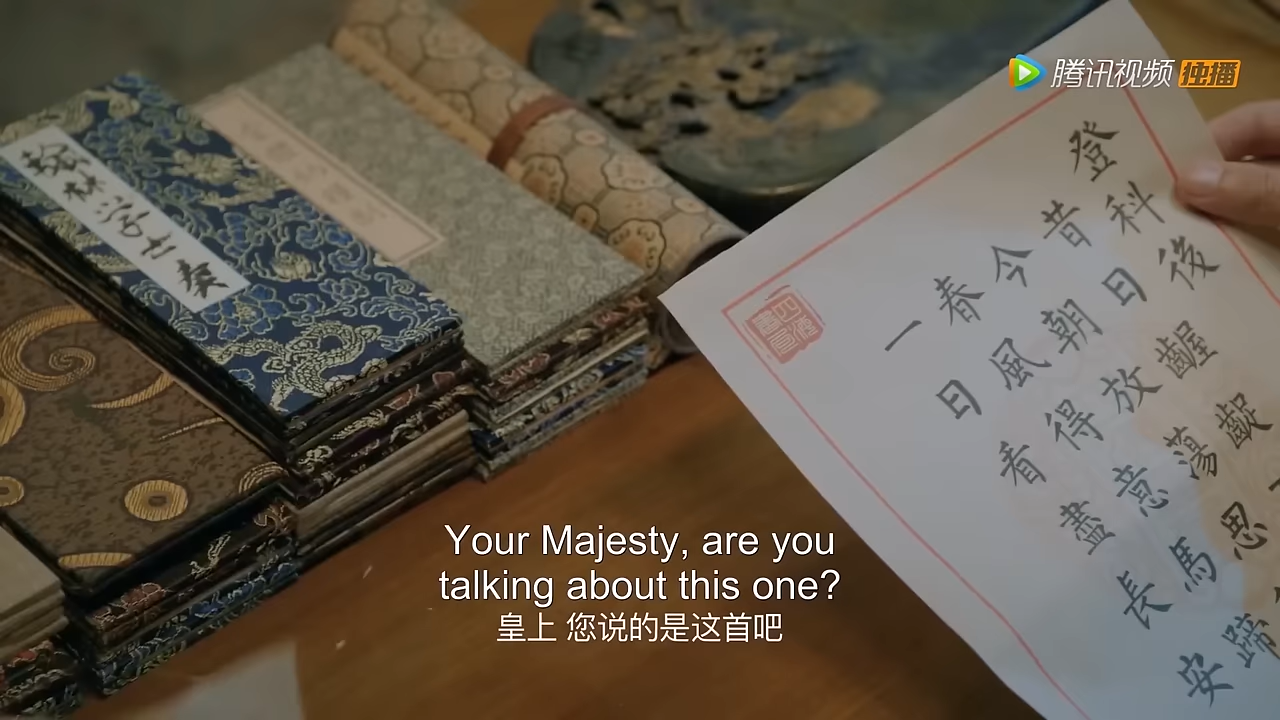 腾讯视频 独播
翰林学士奏
登科後
昔日齷齪
今朝放蕩思
春風得意馬蹄
一日看盡長安
Your Majesty, are you
talking about this one?
皇上 您说的是这首吧